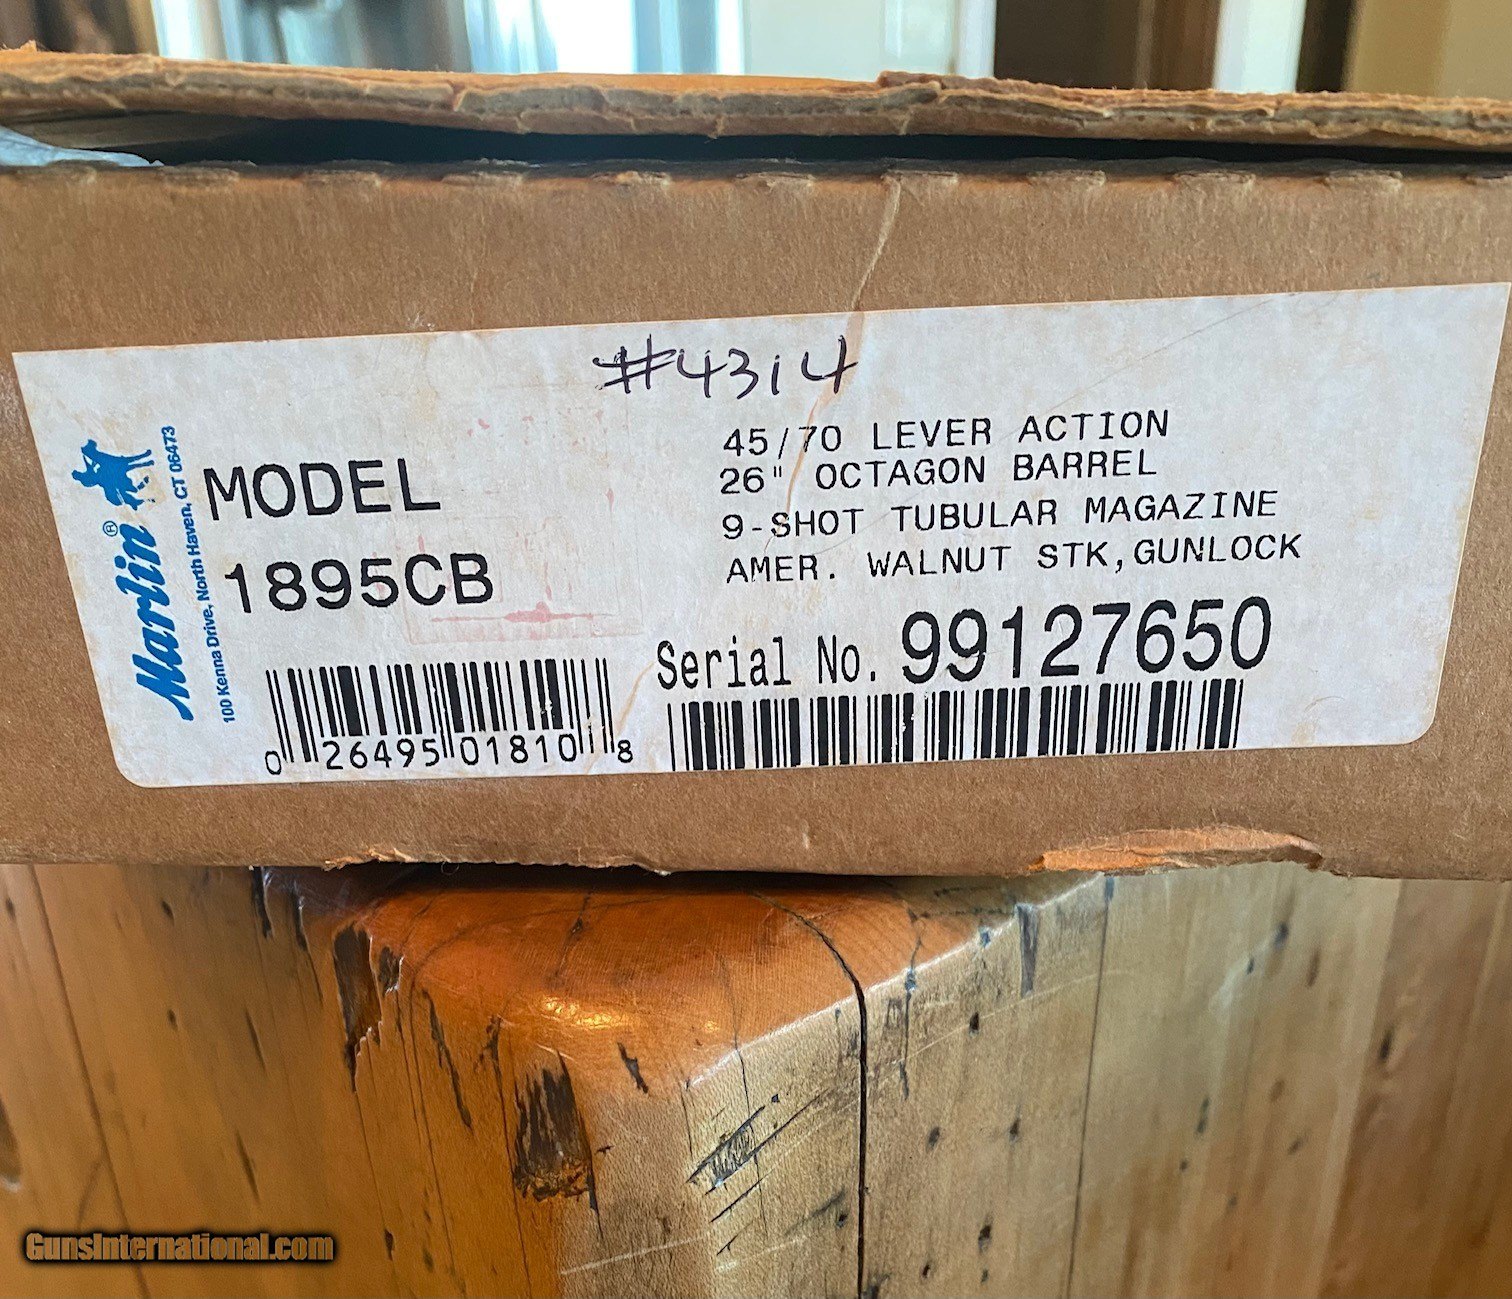 #4314
Marlin®
100 Kenna Drive, North Haven, CT 06473
MODEL
1895CB
45/70 LEVER ACTION
26" OCTAGON BARREL
9-SHOT TUBULAR MAGAZINE
AMER. WALNUT STK,GUNLOCK
Serial No. 99127650
0 26495 01810 8
GunsInternational.com